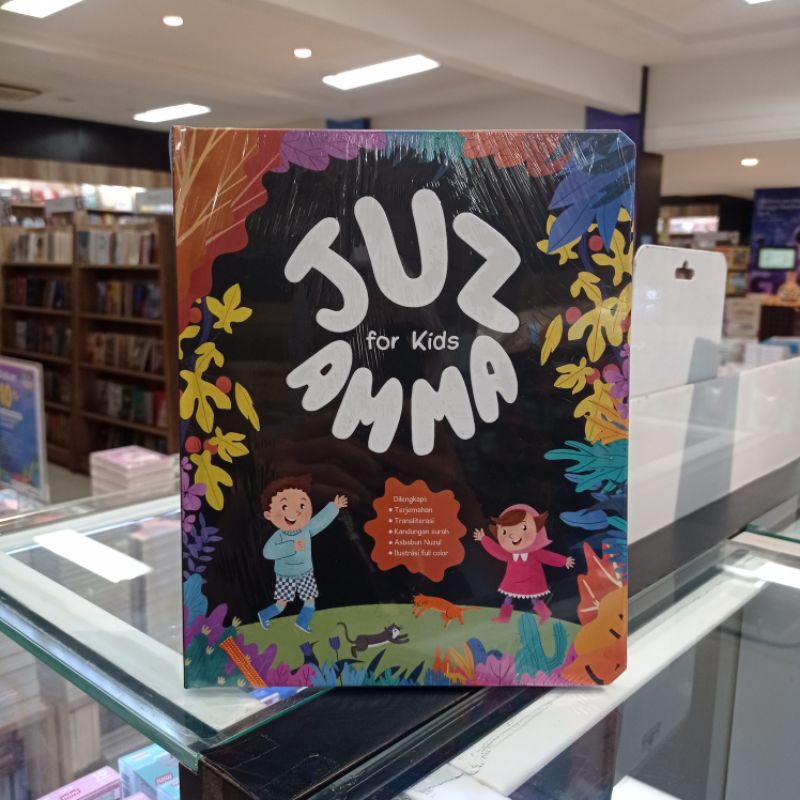 JUZ
for Kids
AMMA
Dilengkapi:
• Terjemahan
• Transliterasi
• Kandungan surah
• Asbabun Nuzul
• Ilustrasi full color